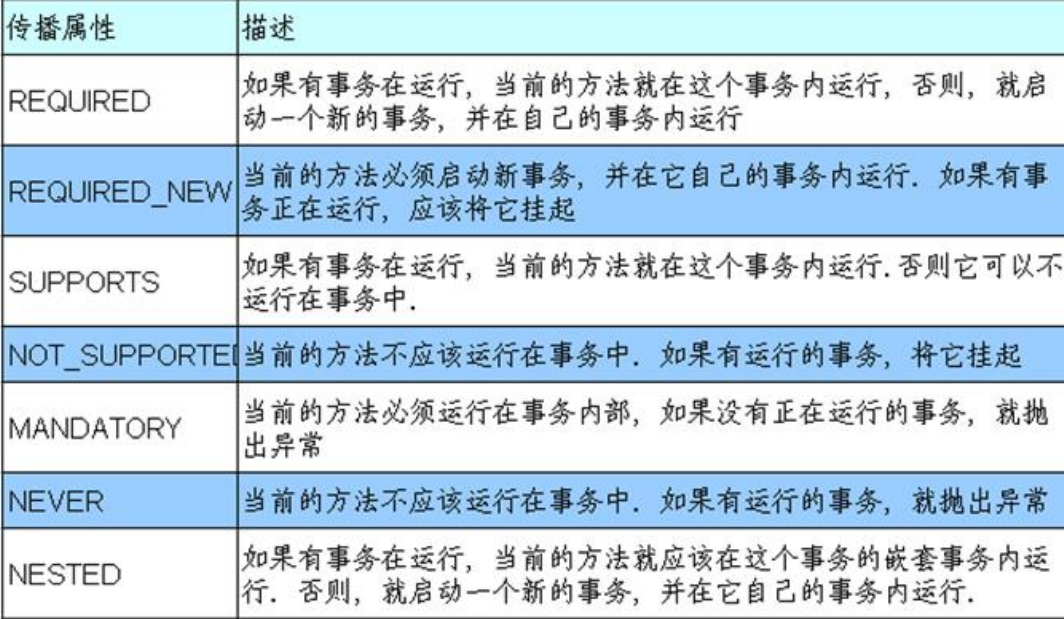 传播属性 描述
REQUIRED 如果有事务在运行，当前的方法就在这个事务内运行，否则，就启
动一个新的事务，并在自己的事务内运行
REQUIRED_NEW 当前的方法必须启动新事务，并在它自己的事务内运行. 如果有事
务正在运行，应该将它挂起
SUPPORTS 如果有事务在运行，当前的方法就在这个事务内运行.否则它可以不
运行在事务中.
NOT_SUPPORTE 当前的方法不应该运行在事务中. 如果有运行的事务，将它挂起
MANDATORY 当前的方法必须运行在事务内部，如果没有正在运行的事务，就抛
出异常
NEVER 当前的方法不应该运行在事务中. 如果有运行的事务，就抛出异常
NESTED 如果有事务在运行，当前的方法就应该在这个事务的嵌套事务内运
行. 否则，就启动一个新的事务，并在它自己的事务内运行.